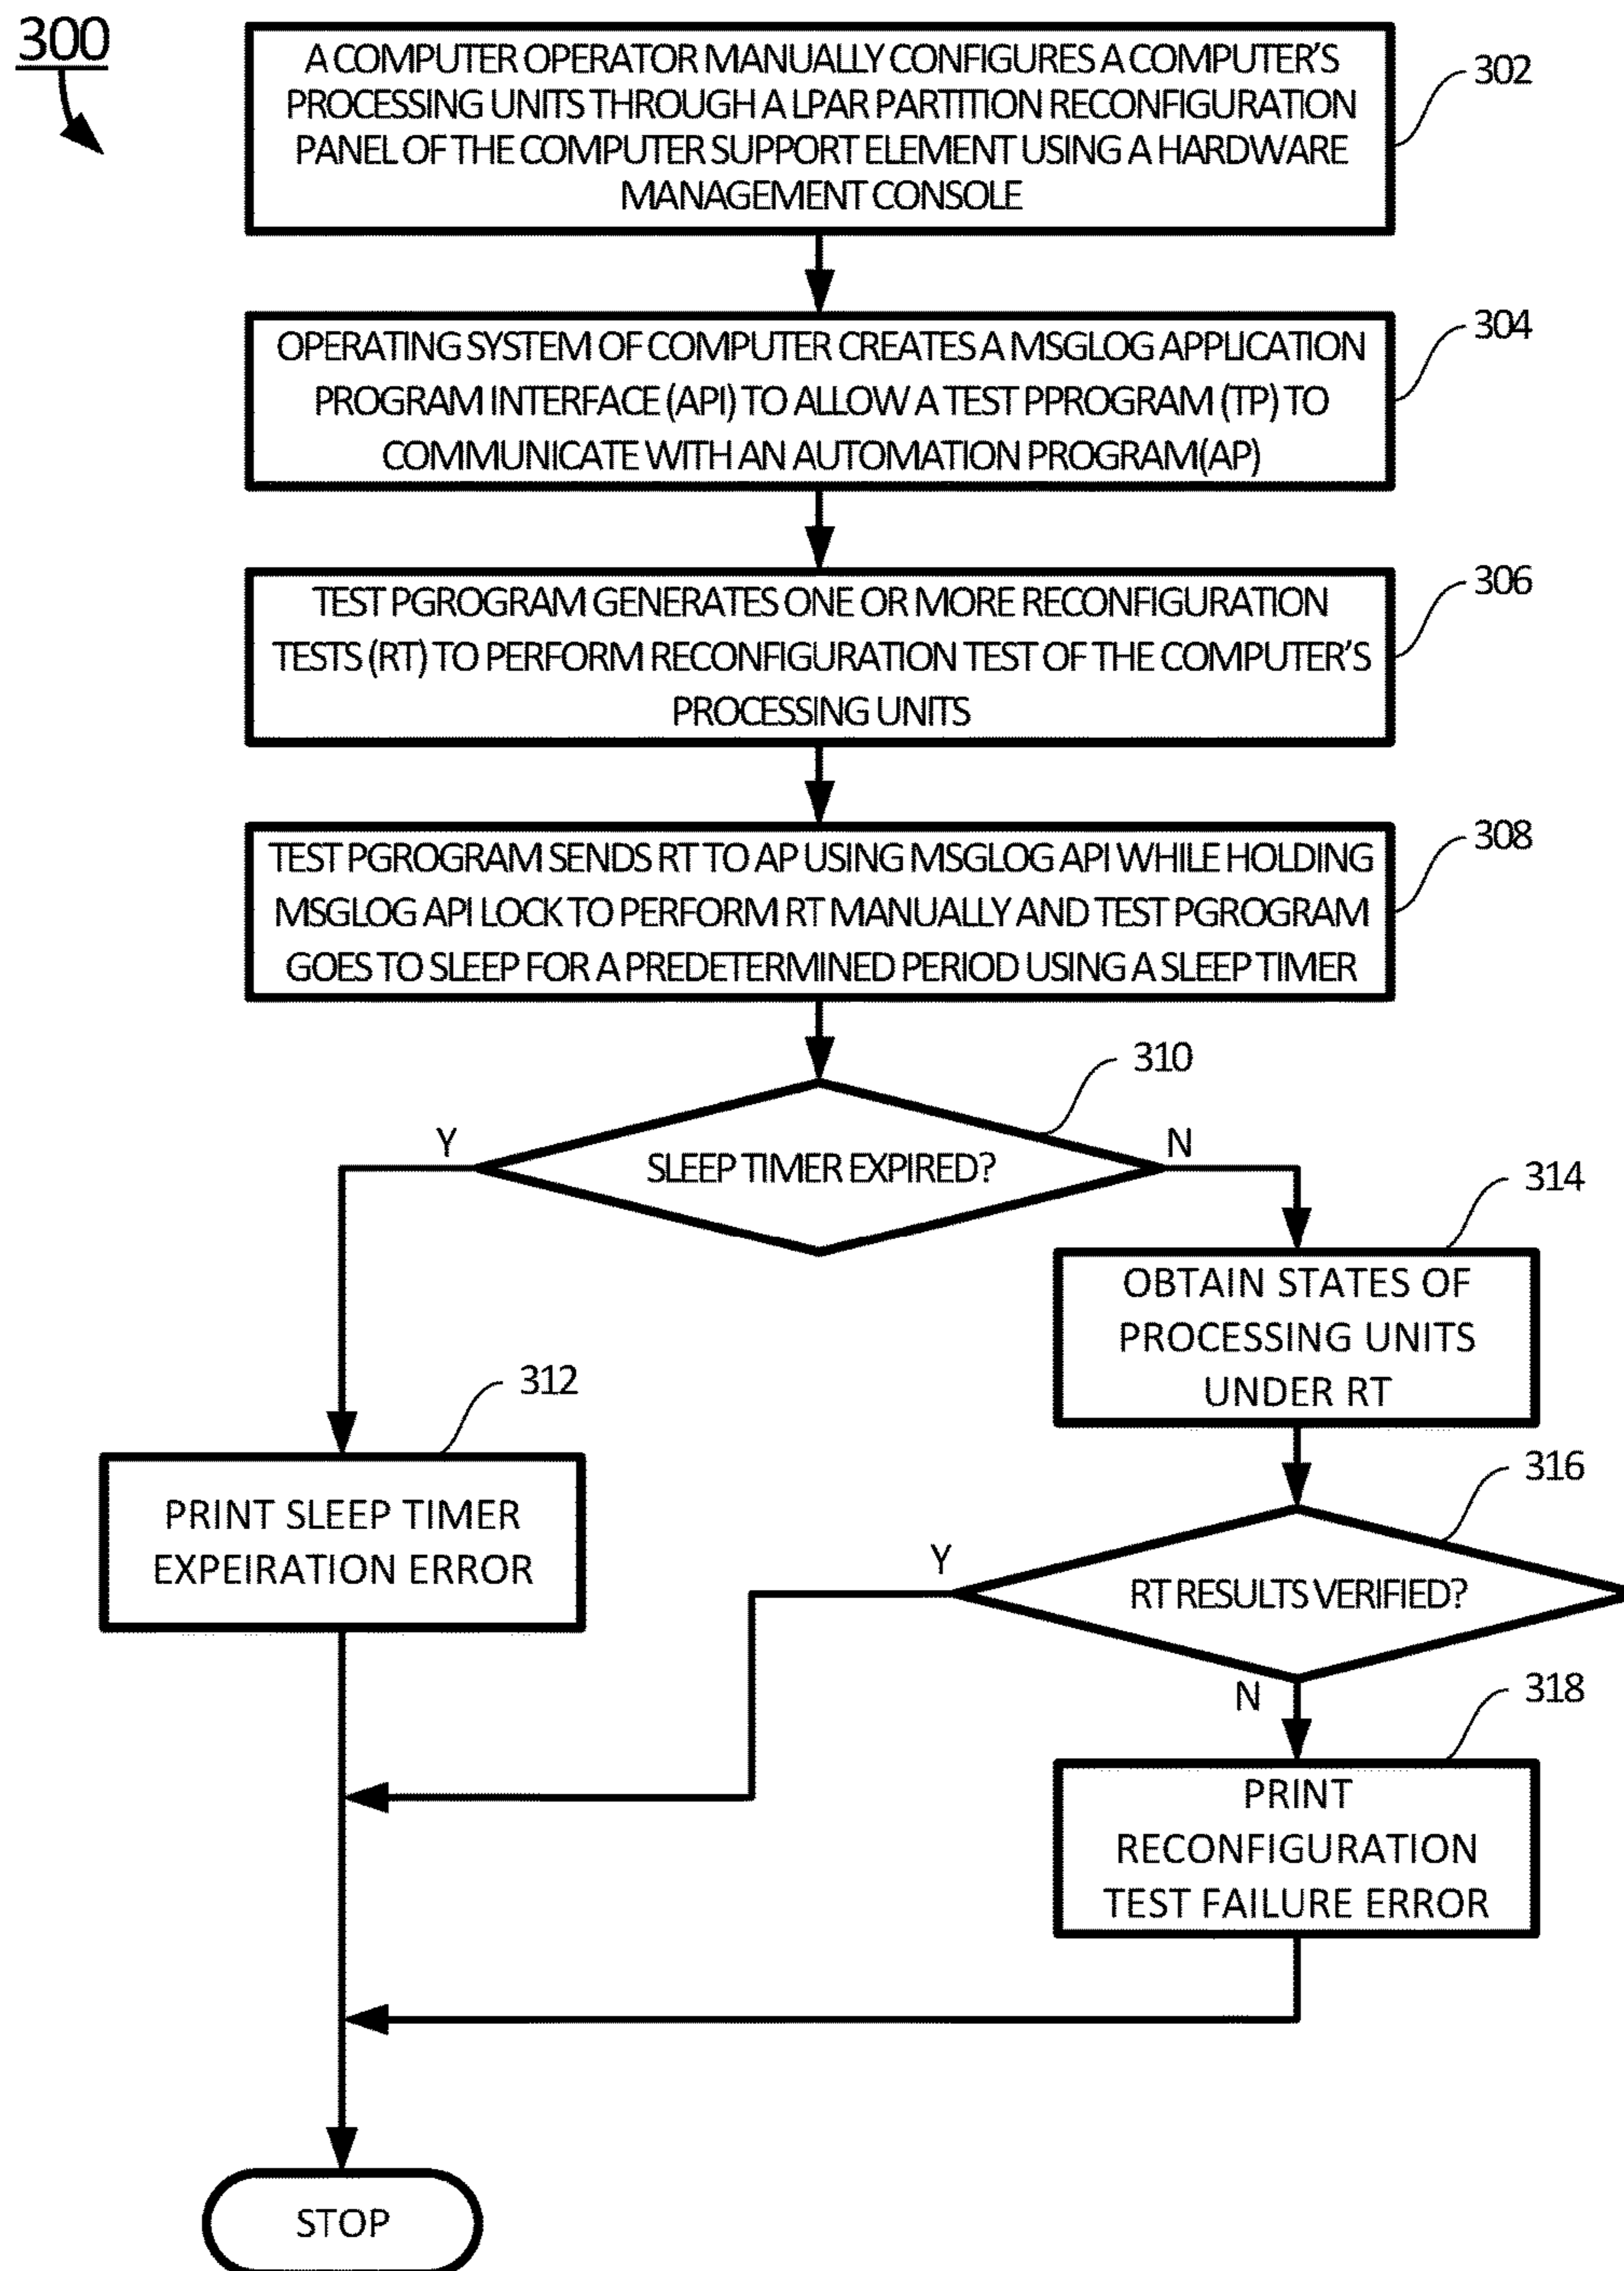 300
A COMPUTER OPERATOR MANUALLY CONFIGURES A COMPUTER'S
PROCESSING UNITS THROUGH A LPAR PARTITION RECONFIGURATION
PANEL OF THE COMPUTER SUPPORT ELEMENT USING A HARDWARE
MANAGEMENT CONSOLE
302
OPERATING SYSTEM OF COMPUTER CREATES A MSGLOG APPLICATION
PROGRAM INTERFACE (API) TO ALLOW A TEST PPROGRAM (TP) TO
COMMUNICATE WITH AN AUTOMATION PROGRAM(AP)
304
TEST PGROGRAM GENERATES ONE OR MORE RECONFIGURATION
TESTS (RT) TO PERFORM RECONFIGURATION TEST OF THE COMPUTER'S
PROCESSING UNITS
306
TEST PGROGRAM SENDS RT TO AP USING MSGLOG API WHILE HOLDING
MSGLOG API LOCK TO PERFORM RT MANUALLY AND TEST PGROGRAM
GOES TO SLEEP FOR A PREDETERMINED PERIOD USING A SLEEP TIMER
308
310
Y
SLEEP TIMER EXPIRED?
N
314
OBTAIN STATES OF
PROCESSING UNITS
UNDER RT
312
PRINT SLEEP TIMER
EXPEIRATION ERROR
316
Y
RT RESULTS VERIFIED?
N
318
PRINT
RECONFIGURATION
TEST FAILURE ERROR
STOP